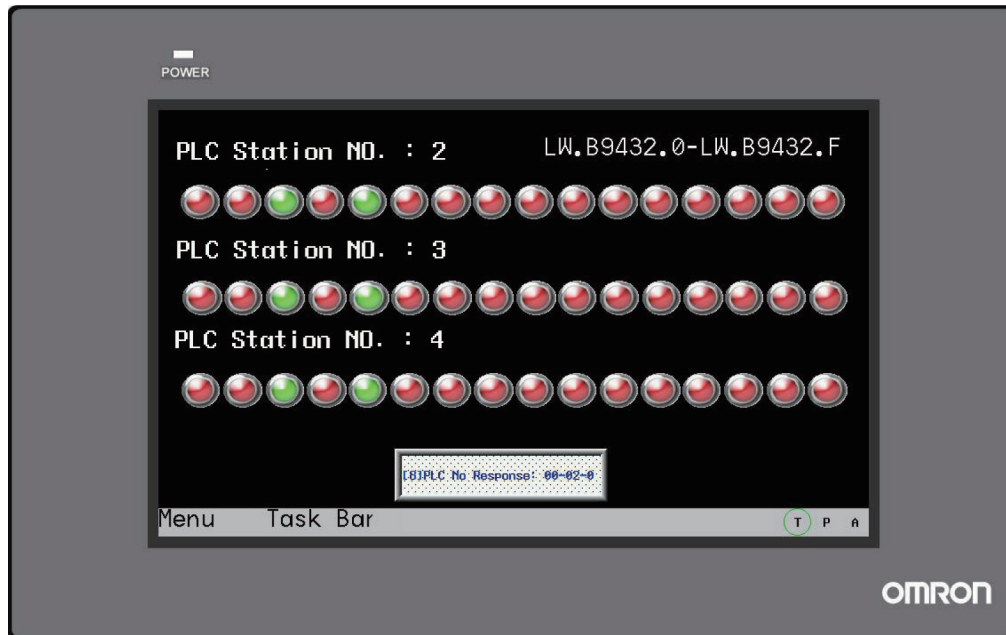 POWER
PLC Station NO. : 2
LW.B9432.0-LW.B9432.F
PLC Station NO. : 3
PLC Station NO. : 4
[8]PLC No Response: 00-02-0
Menu Task Bar T P A
OMRON